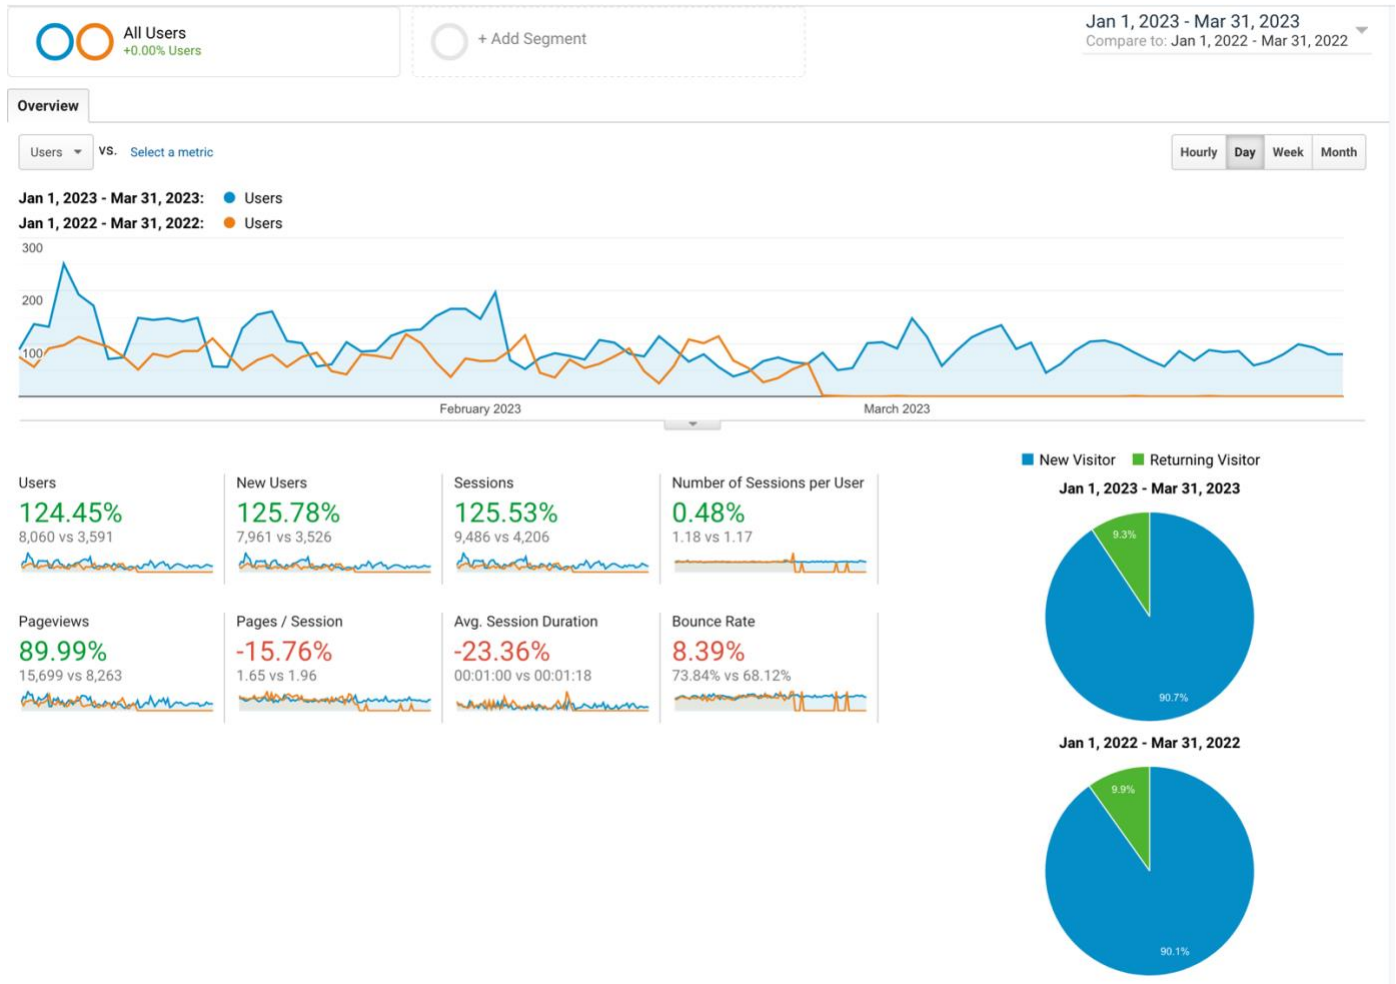 All Users
+0.00% Users
+ Add Segment
Jan 1, 2023 - Mar 31, 2023
Compare to: Jan 1, 2022 - Mar 31, 2022
Overview
Users VS. Select a metric
Hourly Day Week Month
Jan 1, 2023 - Mar 31, 2023: Users
Jan 1, 2022 - Mar 31, 2022: Users
300
200
100
February 2023 March 2023
Users
124.45%
8,060 vs 3,591
New Users
125.78%
7,961 vs 3,526
Sessions
125.53%
9,486 vs 4,206
Number of Sessions per User
0.48%
1.18 vs 1.17
Pageviews
89.99%
15,699 vs 8,263
Pages / Session
-15.76%
1.65 vs 1.96
Avg. Session Duration
-23.36%
00:01:00 vs 00:01:18
Bounce Rate
8.39%
73.84% vs 68.12%
New Visitor Returning Visitor
Jan 1, 2023 - Mar 31, 2023
9.3%
90.7%
Jan 1, 2022 - Mar 31, 2022
9.9%
90.1%